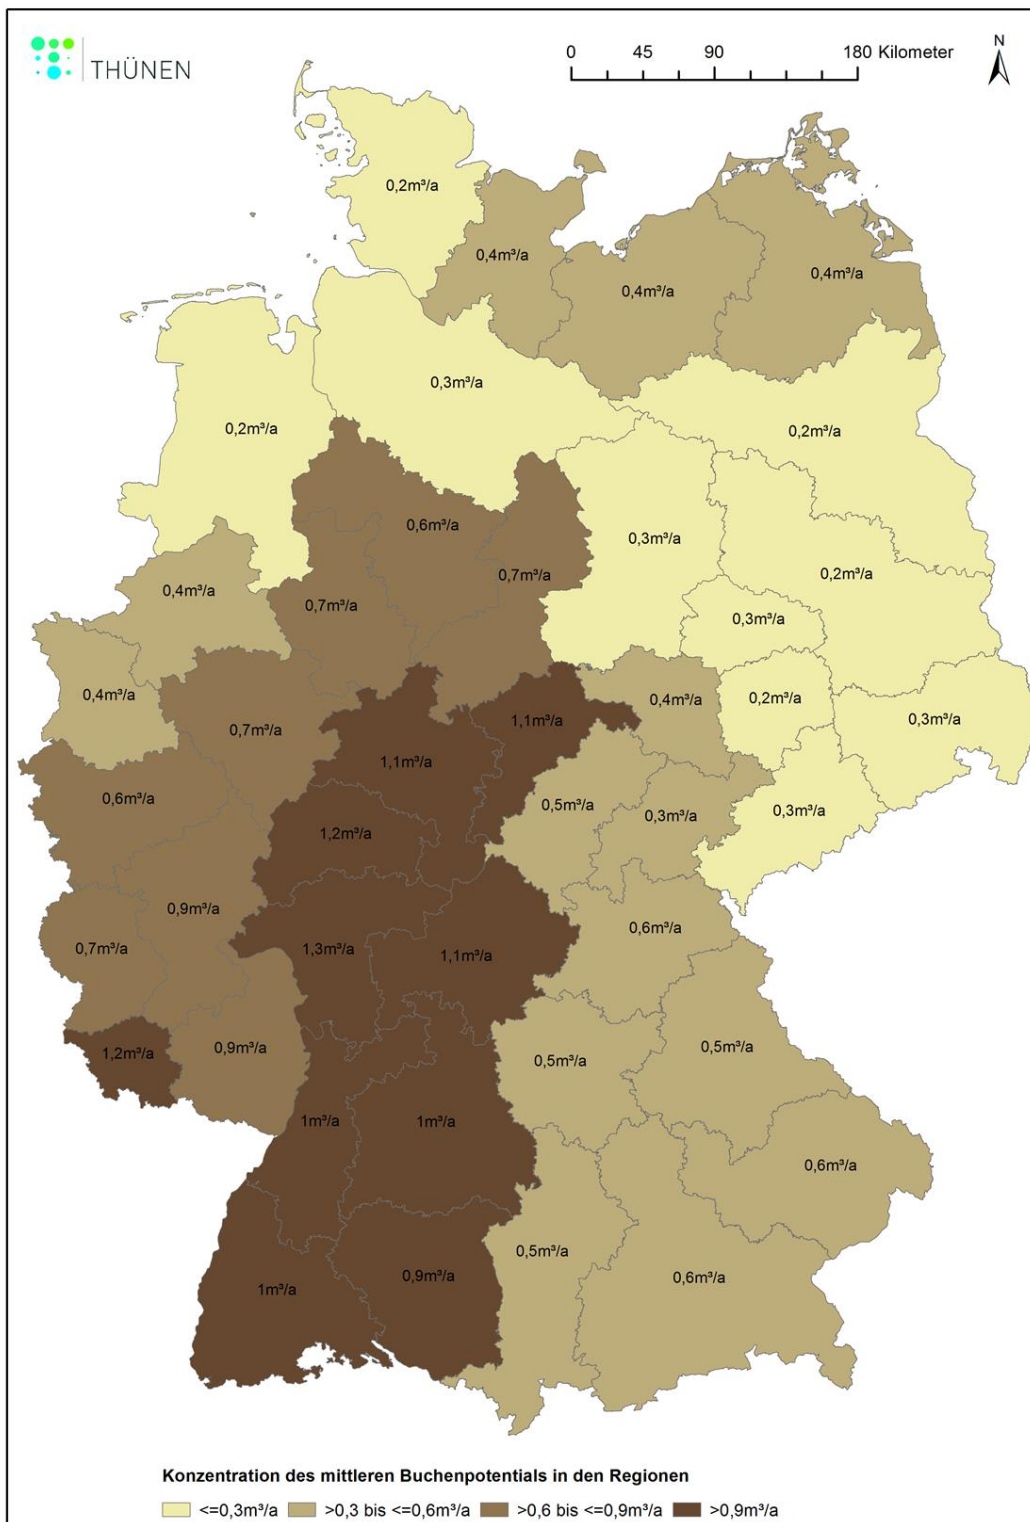 THÜNEN
0 45 90 180 Kilometer
N
0,2m³/a
0,4m³/a
0,4m³/a
0,4m³/a
0,3m³/a
0,2m³/a
0,2m³/a
0,6m³/a
0,3m³/a
0,7m³/a
0,2m³/a
0,4m³/a
0,7m³/a
0,3m³/a
0,4m³/a
0,4m³/a
0,2m³/a
0,3m³/a
0,7m³/a
1,1m³/a
1,1m³/a
0,6m³/a
0,5m³/a
0,3m³/a
0,3m³/a
1,2m³/a
0,9m³/a
0,6m³/a
0,7m³/a
1,3m³/a
1,1m³/a
1,2m³/a
0,9m³/a
0,5m³/a
0,5m³/a
1m³/a
1m³/a
0,6m³/a
0,5m³/a
1m³/a
0,9m³/a
0,6m³/a
Konzentration des mittleren Buchenpotentials in den Regionen
<=0,3m³/a >0,3 bis <=0,6m³/a >0,6 bis <=0,9m³/a >0,9m³/a